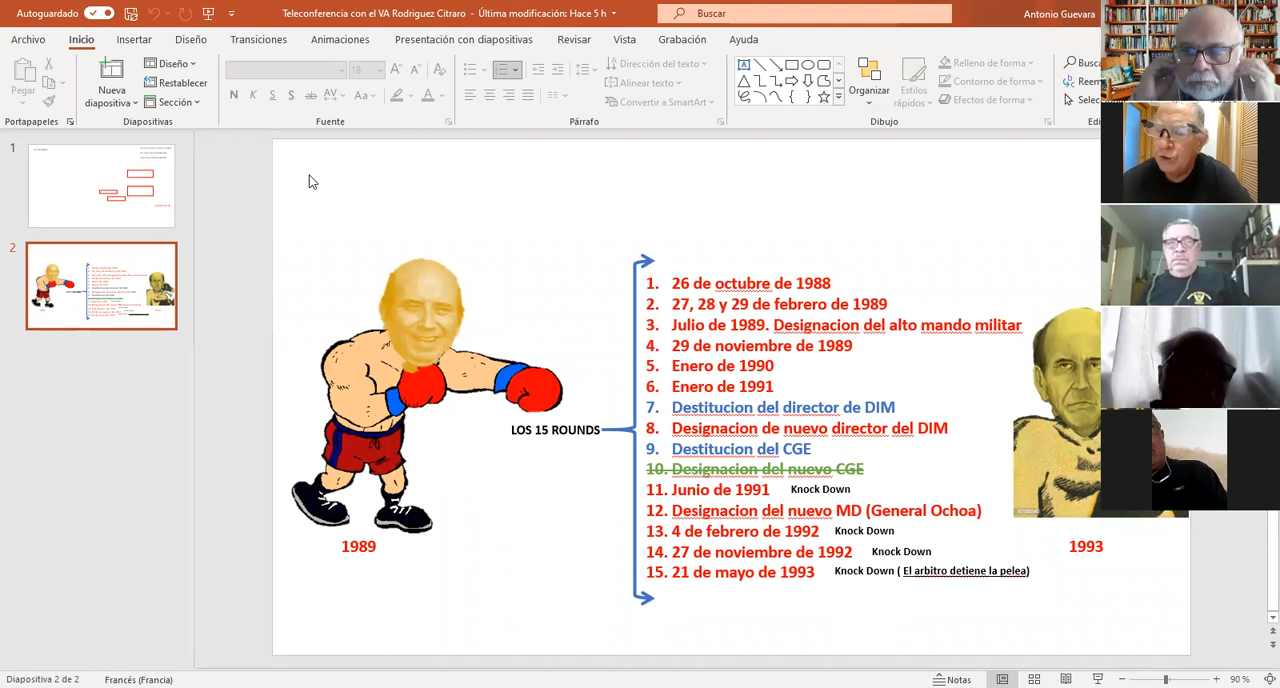 Autoguardado
Teleconferencia con el VA Rodriguez Citraro - Última modificación: Hace 5 h
Buscar
Antonio Guevara
Archivo
Inicio
Insertar
Diseño
Transiciones
Animaciones
diapositivas
Vista
Grabación
Ayuda
Pegar
Nueva
diapositiva
Diseño
Restablecer
Sección
18
N K S S ab AV Aa A A
Dirección del texto
Alinear texto
Convertir a SmartArt
Organizar
Estilos
rápidos
Relleno de forma
Contorno de forma
Efectos de forma
Portapapeles
Diapositivas
Fuente
Párrafo
Dibujo
1
2
LOS 15 ROUNDS
1. 26 de octubre de 1988
2. 27, 28 y 29 de febrero de 1989
3. Julio de 1989. Designacion del alto mando militar
4. 29 de noviembre de 1989
5. Enero de 1990
6. Enero de 1991
7. Destitucion del director de DIM
8. Designacion de nuevo director del DIM
9. Destitucion del CGE
10. Designacion del nuevo CGE
11. Junio de 1991 Knock Down
12. Designacion del nuevo MD (General Ochoa)
13. 4 de febrero de 1992 Knock Down
14. 27 de noviembre de 1992 Knock Down
15. 21 de mayo de 1993 Knock Down ( El arbitro detiene la pelea)
1989
1993
Diapositiva 2 de 2
Francés (Francia)
Notas
90 %